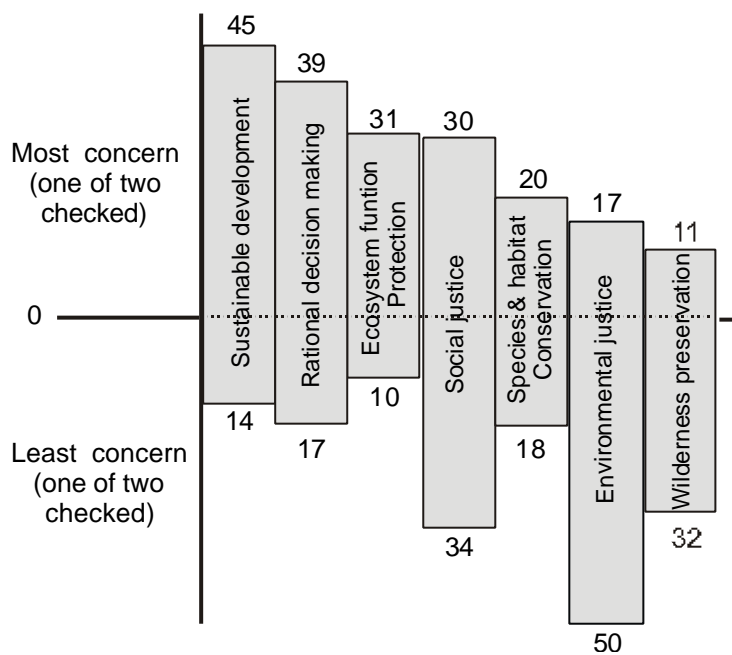 45
39
31
30
20
17
11
Most concern
(one of two
checked)
0
Least concern
(one of two
checked)
Sustainable development
Rational decision making
Ecosystem funtion
Protection
Social justice
Species & habitat
Conservation
Environmental justice
Wilderness preservation
14
17
10
34
18
50
32